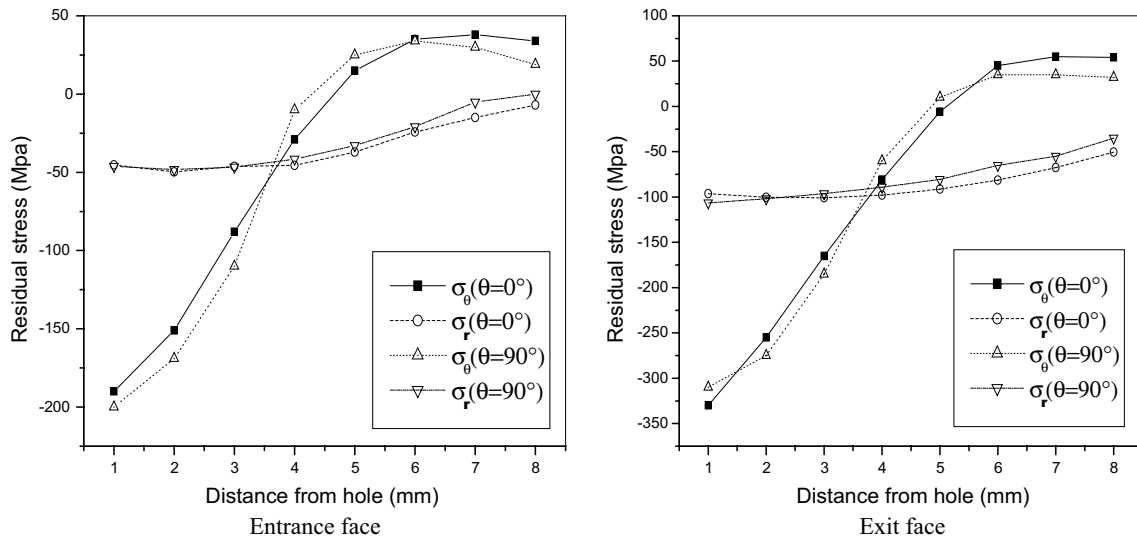 50
0
-50
-100
-150
-200
Residual stress (Mpa)
σθ(θ=0°)
σr(θ=0°)
σθ(θ=90°)
σr(θ=90°)
1 2 3 4 5 6 7 8
Distance from hole (mm)
Entrance face
100
50
0
-50
-100
-150
-200
-250
-300
-350
Residual stress (Mpa)
σθ(θ=0°)
σr(θ=0°)
σθ(θ=90°)
σr(θ=90°)
1 2 3 4 5 6 7 8
Distance from hole (mm)
Exit face